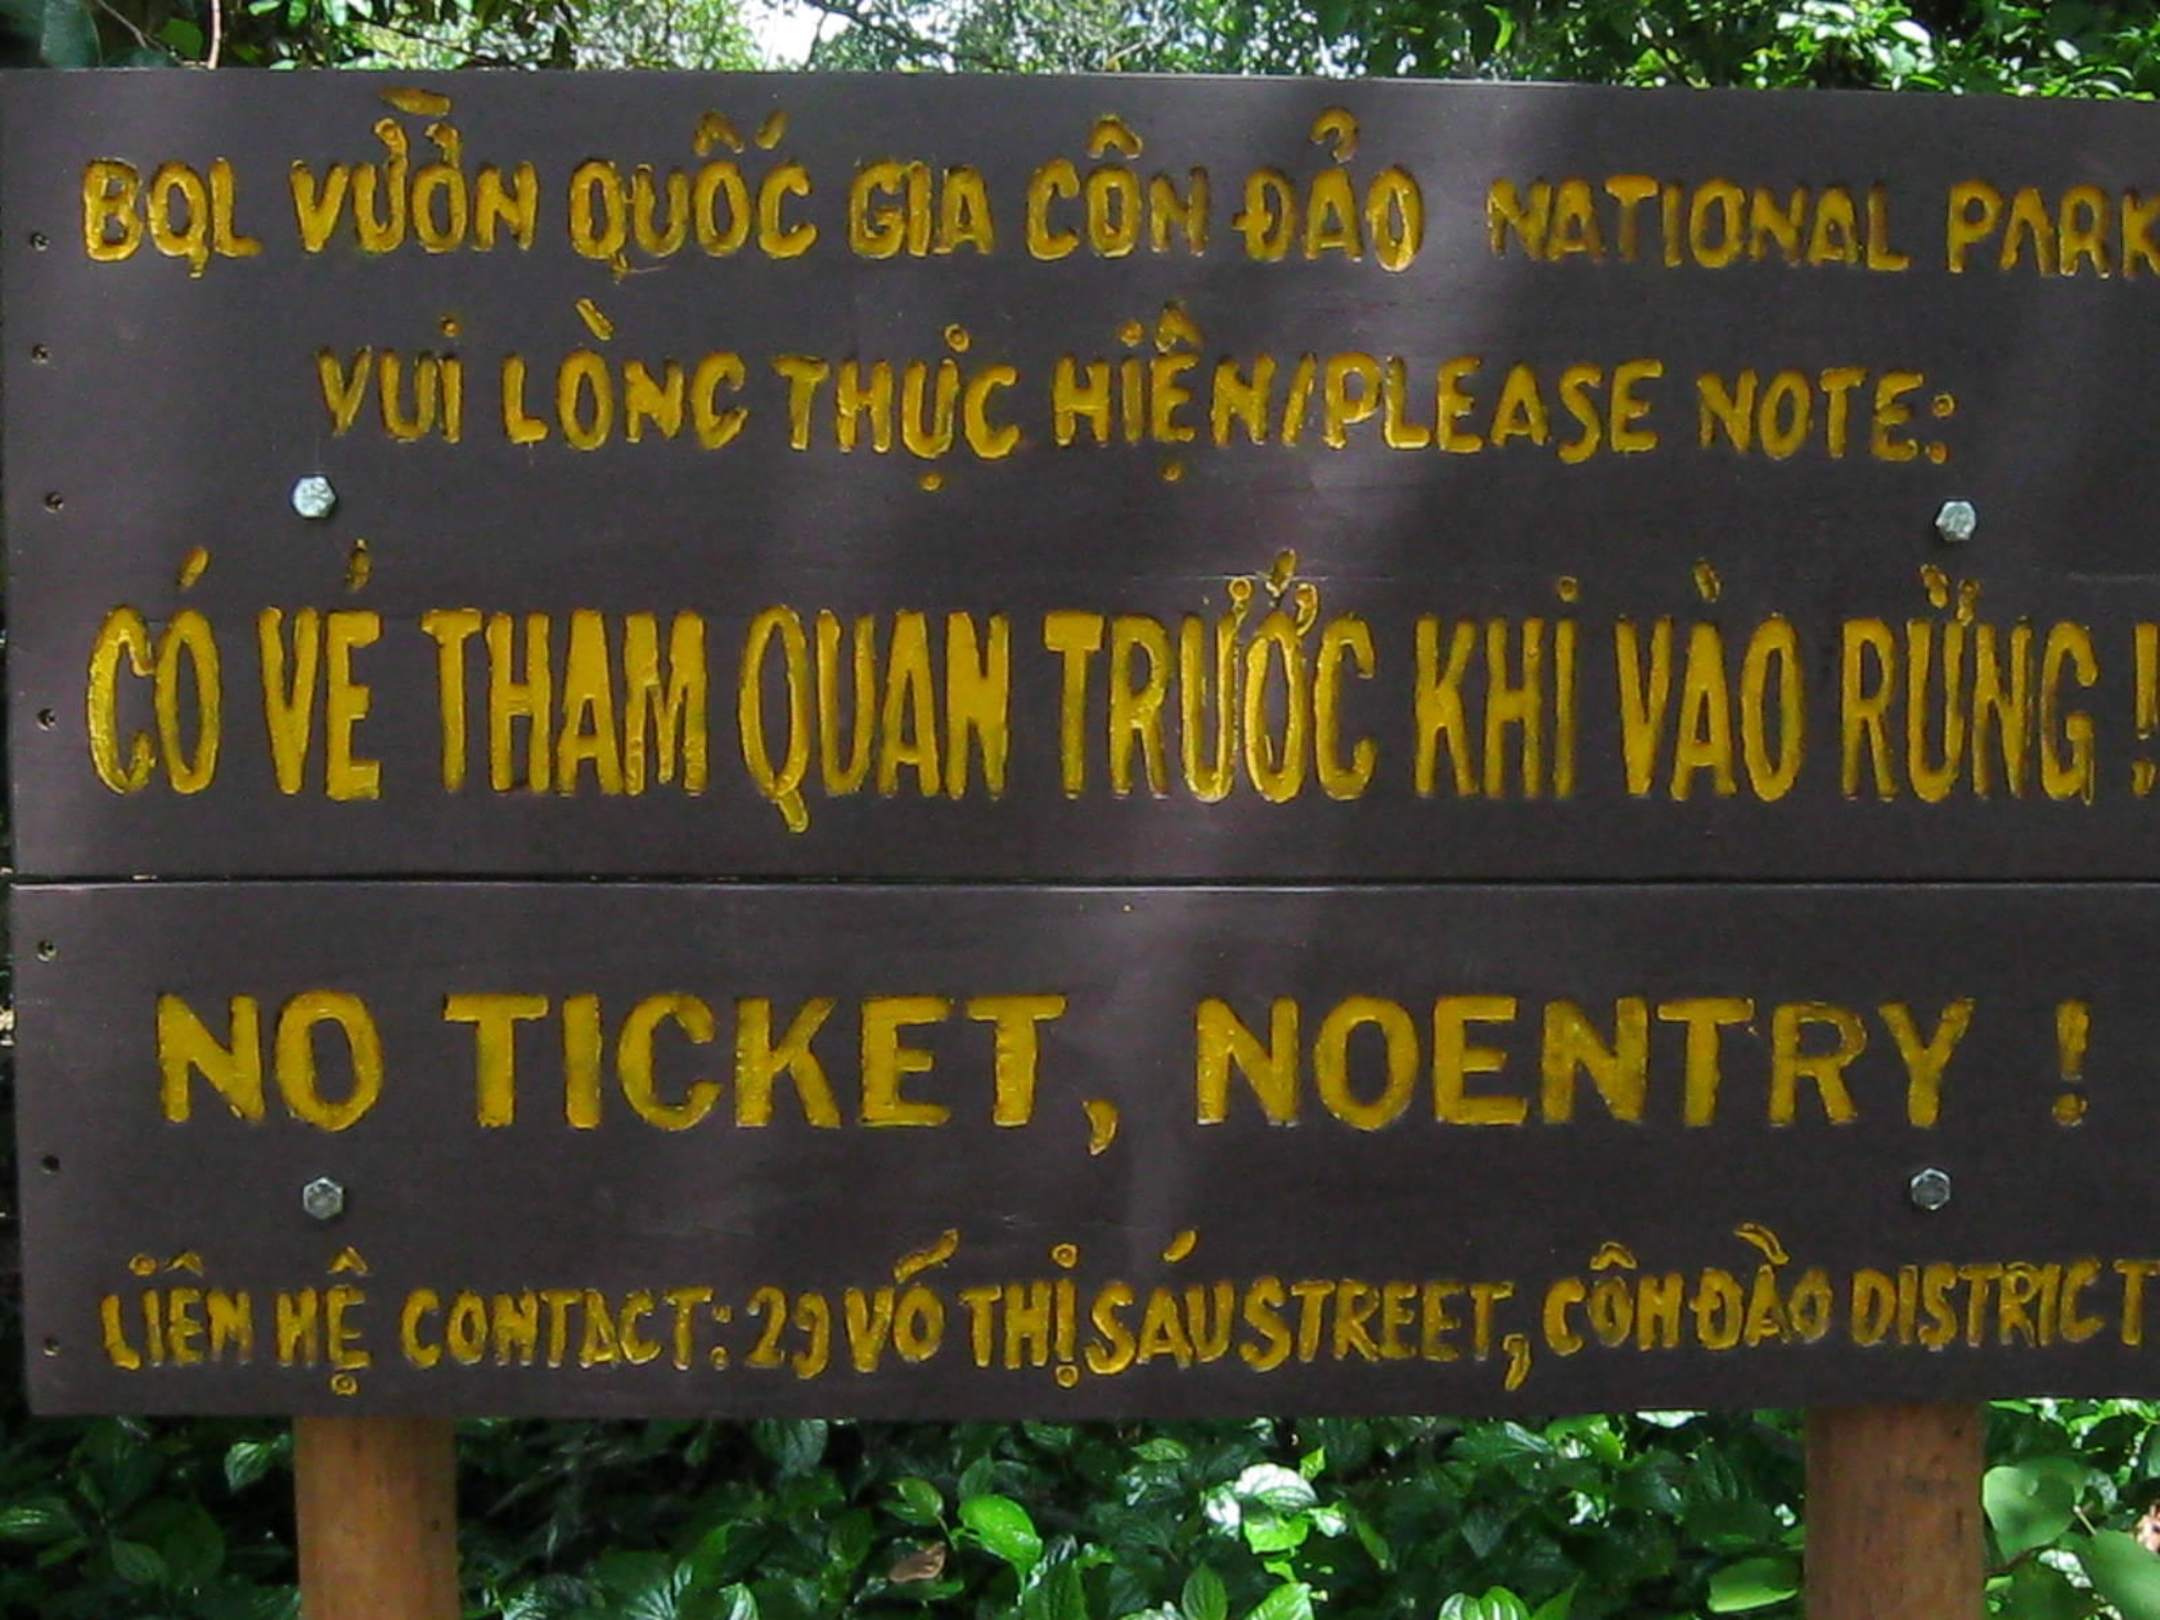 BQL VƯỜN QUỐC GIA CÔN ĐẢO NATIONAL PARK
VUI LÒNG THỰC HIỆN/PLEASE NOTE:
CÓ VÉ THAM QUAN TRƯỚC KHI VÀO RỪNG !
NO TICKET, NOENTRY !
LIÊN HỆ CONTACT: 29 VÕ THỊ SÁU STREET, CÔN ĐẢO DISTRICT